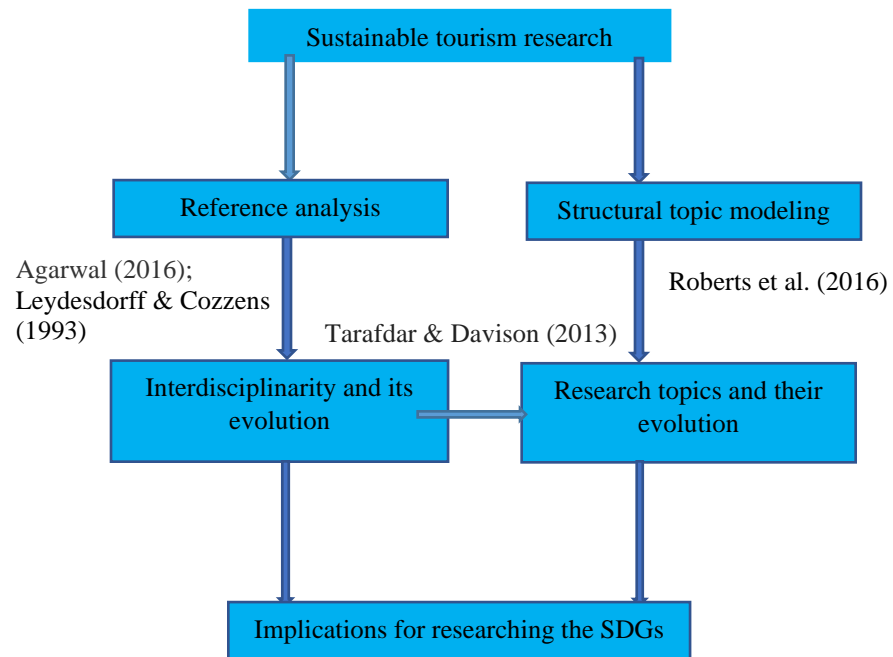 Sustainable tourism research
Reference analysis
Structural topic modeling
Agarwal (2016);
Leydesdorff & Cozzens
(1993)
Roberts et al. (2016)
Tarafdar & Davison (2013)
Interdisciplinarity and its
evolution
Research topics and their
evolution
Implications for researching the SDGs